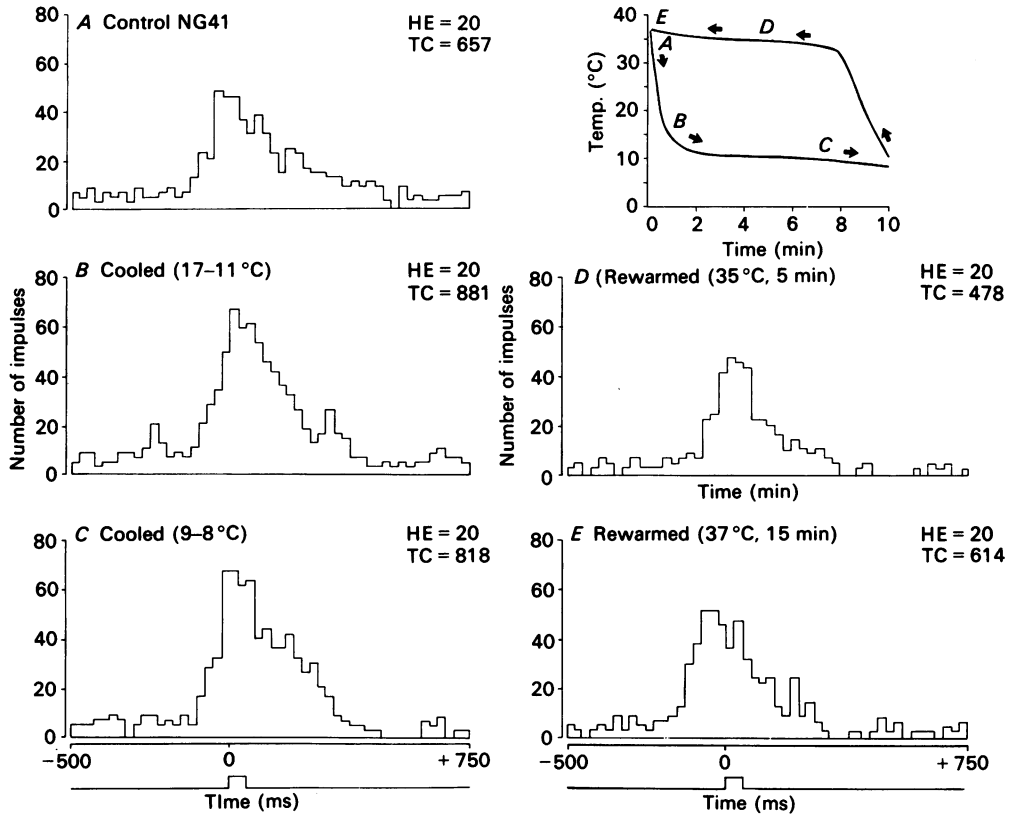 A Control NG41
HE = 20
TC = 657
80
60
40
20
0
40
30
20
10
0
Temp. (°C)
E
A
B
C
D
0 2 4 6 8 10
Time (min)
B Cooled (17–11 °C)
HE = 20
TC = 881
80
60
40
20
0
Number of impulses
D (Rewarmed (35 °C, 5 min)
HE = 20
TC = 478
80
60
40
20
0
Number of impulses
Time (min)
C Cooled (9–8 °C)
HE = 20
TC = 818
80
60
40
20
0
−500 0 +750
TIme (ms)
E Rewarmed (37 °C, 15 min)
HE = 20
TC = 614
80
60
40
20
0
−500 0 +750
Time (ms)